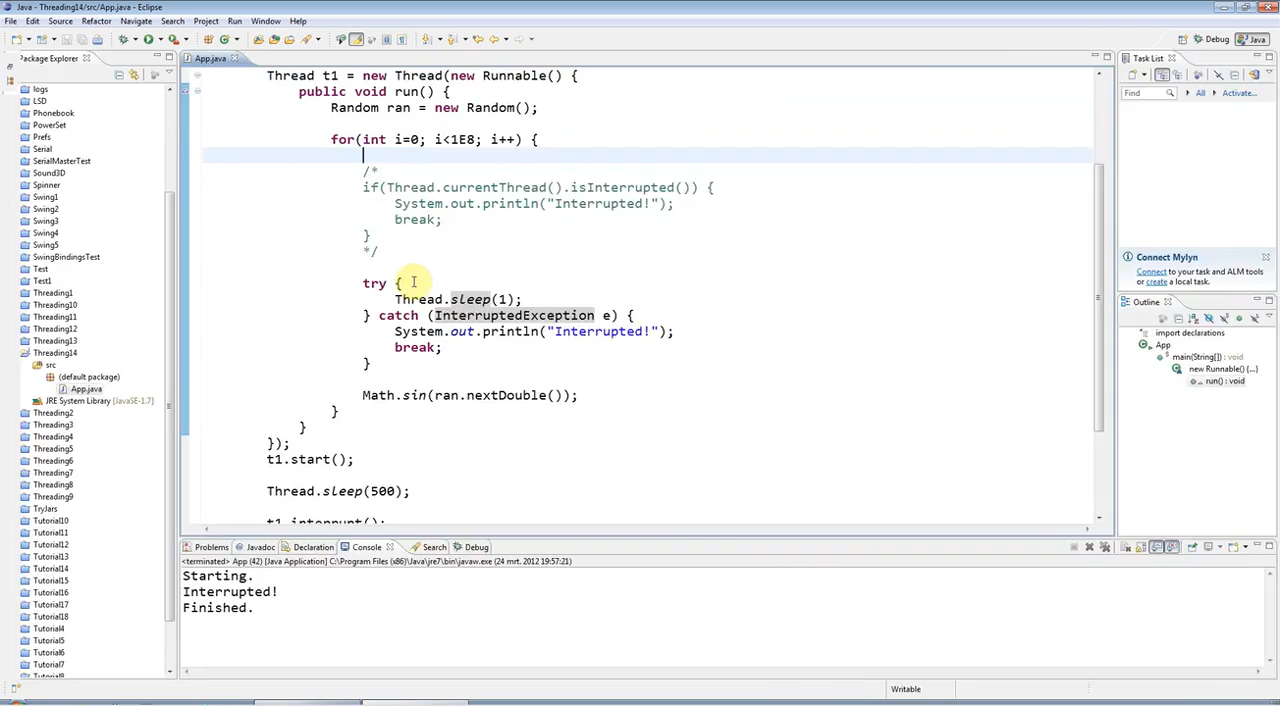 Java - Threading14/src/App.java - Eclipse
File Edit Source Refactor Navigate Search Project Run Window Help
Debug Java
Package Explorer
logs
LSD
Phonebook
PowerSet
Prefs
Serial
SerialMasterTest
Sound3D
Spinner
Swing1
Swing2
Swing3
Swing4
Swing5
SwingBindingsTest
Test
Test1
Threading1
Threading10
Threading11
Threading12
Threading13
Threading14
src
(default package)
App.java
JRE System Library [JavaSE-1.7]
Threading2
Threading3
Threading4
Threading5
Threading6
Threading7
Threading8
Threading9
TryJars
Tutorial10
Tutorial11
Tutorial12
Tutorial13
Tutorial14
Tutorial15
Tutorial16
Tutorial17
Tutorial18
Tutorial4
Tutorial5
Tutorial6
Tutorial7
Tutorial8
App.java
Thread t1 = new Thread(new Runnable() {
public void run() {
Random ran = new Random();
for(int i=0; i<1E8; i++) {
/*
if(Thread.currentThread().isInterrupted()) {
System.out.println("Interrupted!");
break;
}
*/
try {
Thread.sleep(1);
} catch (InterruptedException e) {
System.out.println("Interrupted!");
break;
}
Math.sin(ran.nextDouble());
}
}
});
t1.start();
Thread.sleep(500);
t1.interrupt();
Task List
Find All Activate...
Connect Mylyn
Connect to your task and ALM tools
or create a local task.
Outline
import declarations
App
main(String[]) : void
new Runnable() {...}
run() : void
Problems Javadoc Declaration Console Search Debug
<terminated> App (42) [Java Application] C:\Program Files (x86)\Java\jre7\bin\javaw.exe (24 mrt. 2012 19:57:21)
Starting.
Interrupted!
Finished.
Writable